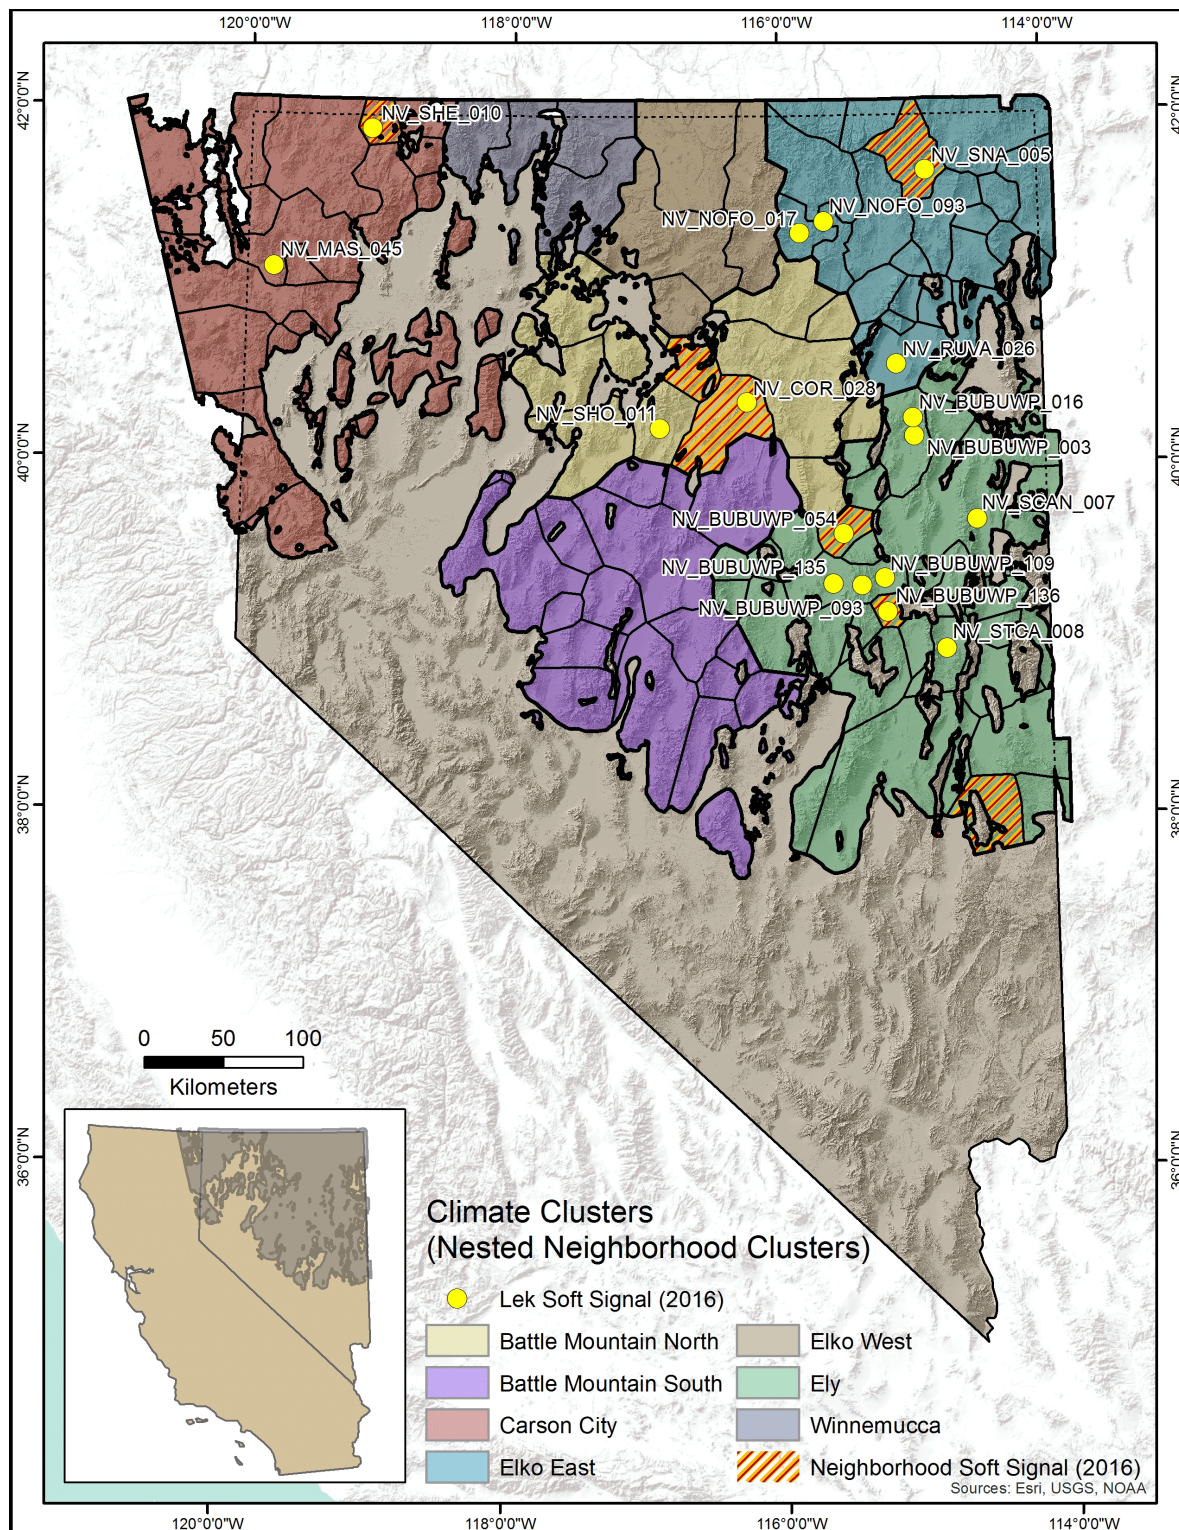 120°0'0"W
118°0'0"W
116°0'0"W
114°0'0"W
42°0'0"N
42°0'0"N
NV_SHE_010
NV_SNA_005
NV_NOFO_093
NV_NOFO_017
NV_MAS_045
NV_RUVA_026
NV_COR_028
NV_BUBUWP_016
NV_SHO_011
NV_BUBUWP_003
40°0'0"N
40°0'0"N
NV_SCAN_007
NV_BUBUWP_054
NV_BUBUWP_109
NV_BUBUWP_135
NV_BUBUWP_136
NV_BUBUWP_093
NV_STCA_008
38°0'0"N
38°0'0"N
0 50 100
Kilometers
36°0'0"N
36°0'0"N
Climate Clusters
(Nested Neighborhood Clusters)
Lek Soft Signal (2016)
Battle Mountain North
Elko West
Battle Mountain South
Ely
Carson City
Winnemucca
Elko East
Neighborhood Soft Signal (2016)
Sources: Esri, USGS, NOAA
120°0'0"W
118°0'0"W
116°0'0"W
114°0'0"W